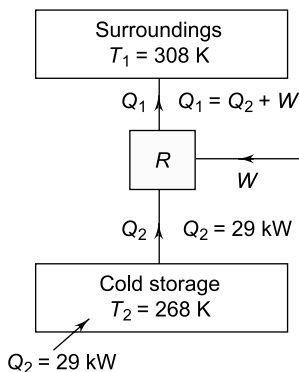 Surroundings
T₁ = 308 K
Q₁ Q₁ = Q₂ + W
R
W
Q₂ Q₂ = 29 kW
Cold storage
T₂ = 268 K
Q₂ = 29 kW